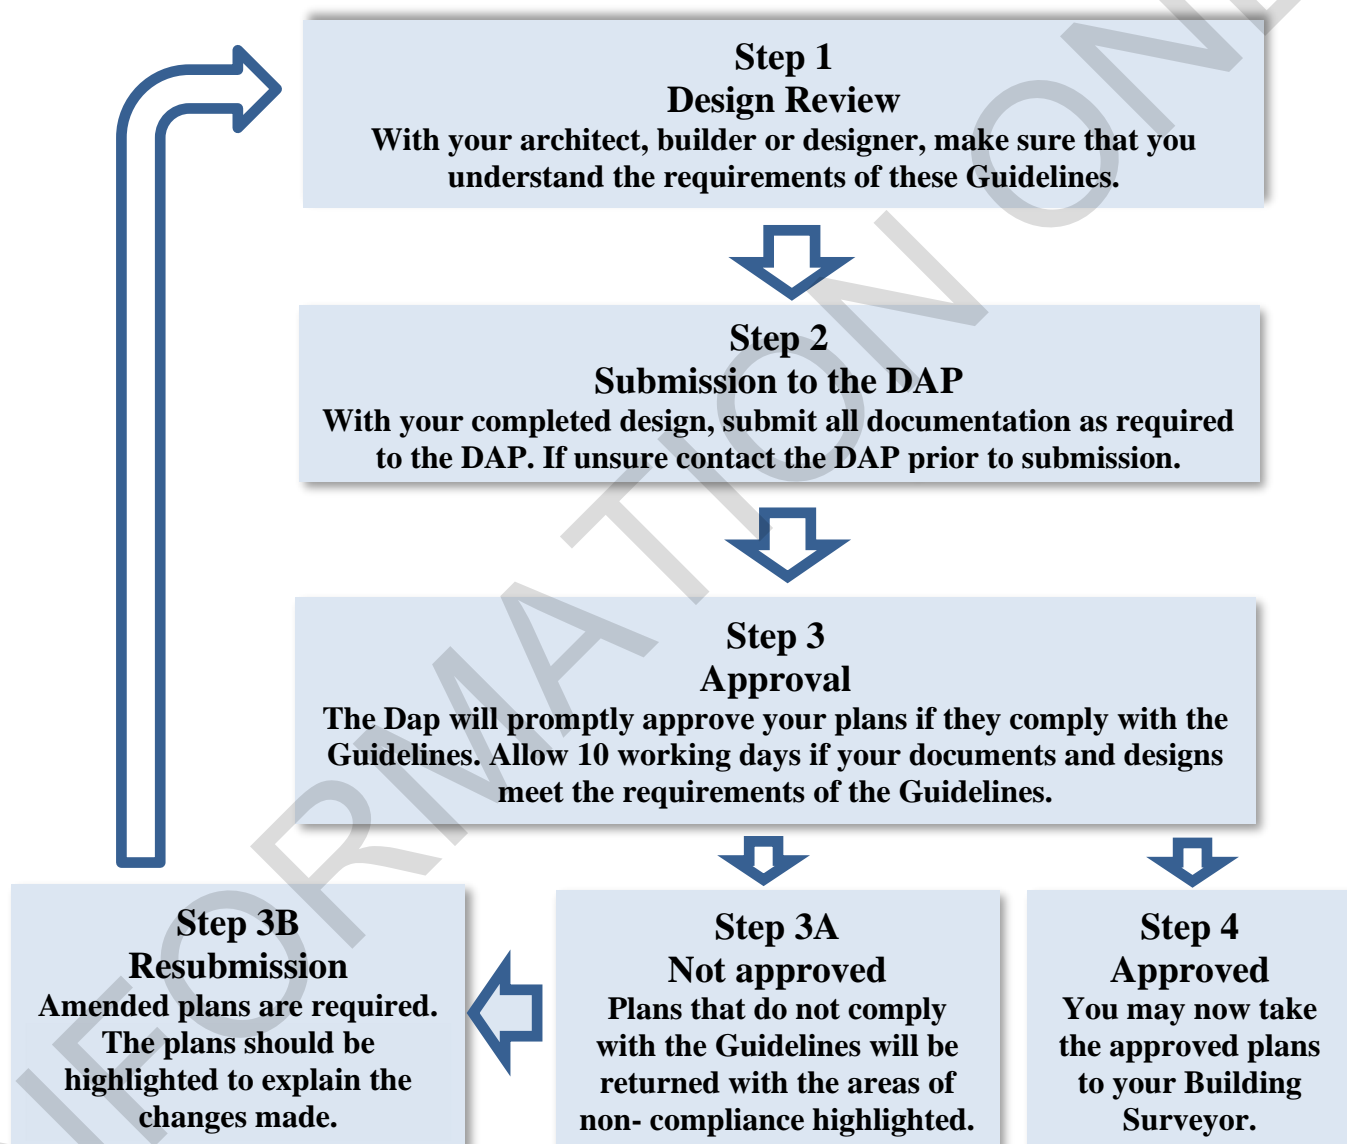 Step 1
Design Review
With your architect, builder or designer, make sure that you
understand the requirements of these Guidelines.
Step 2
Submission to the DAP
With your completed design, submit all documentation as required
to the DAP. If unsure contact the DAP prior to submission.
Step 3
Approval
The Dap will promptly approve your plans if they comply with the
Guidelines. Allow 10 working days if your documents and designs
meet the requirements of the Guidelines.
Step 3B
Resubmission
Amended plans are required.
The plans should be
highlighted to explain the
changes made.
Step 3A
Not approved
Plans that do not comply
with the Guidelines will be
returned with the areas of
non- compliance highlighted.
Step 4
Approved
You may now take
the approved plans
to your Building
Surveyor.
INFORMATION ONL